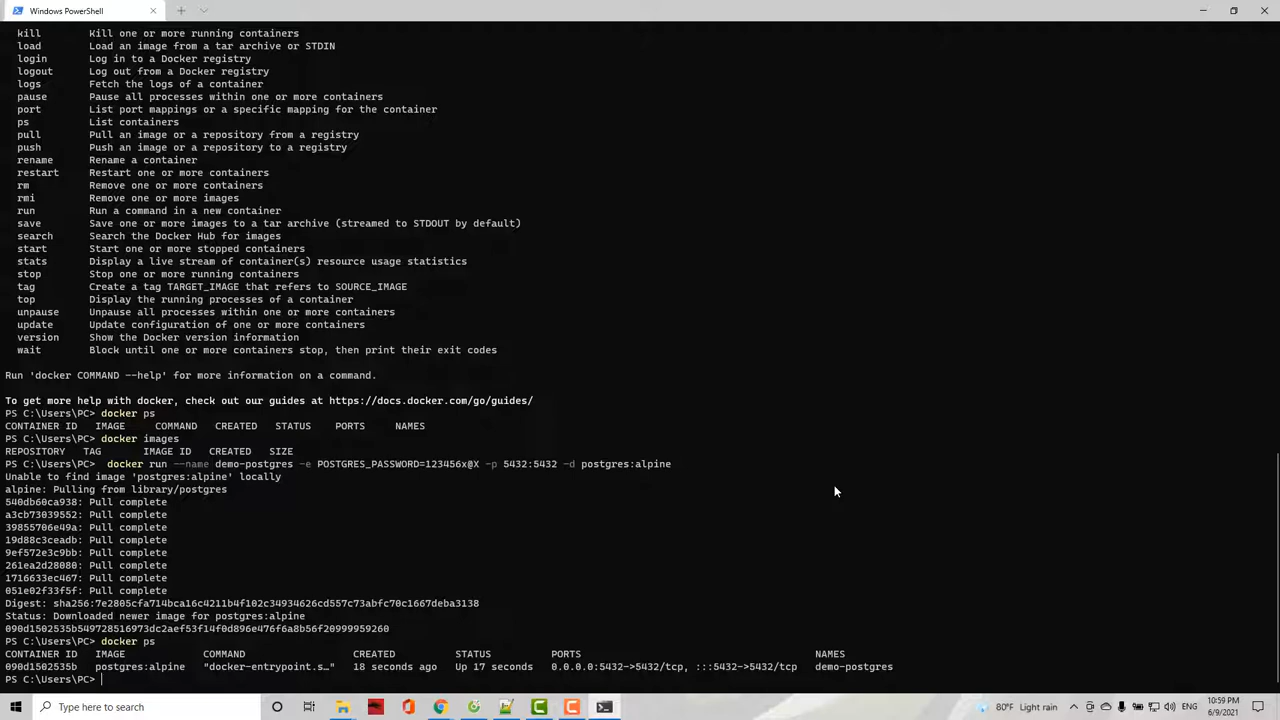 Windows PowerShell
kill Kill one or more running containers
load Load an image from a tar archive or STDIN
login Log in to a Docker registry
logout Log out from a Docker registry
logs Fetch the logs of a container
pause Pause all processes within one or more containers
port List port mappings or a specific mapping for the container
ps List containers
pull Pull an image or a repository from a registry
push Push an image or a repository to a registry
rename Rename a container
restart Restart one or more containers
rm Remove one or more containers
rmi Remove one or more images
run Run a command in a new container
save Save one or more images to a tar archive (streamed to STDOUT by default)
search Search the Docker Hub for images
start Start one or more stopped containers
stats Display a live stream of container(s) resource usage statistics
stop Stop one or more running containers
tag Create a tag TARGET_IMAGE that refers to SOURCE_IMAGE
top Display the running processes of a container
unpause Unpause all processes within one or more containers
update Update configuration of one or more containers
version Show the Docker version information
wait Block until one or more containers stop, then print their exit codes
Run 'docker COMMAND --help' for more information on a command.
To get more help with docker, check out our guides at https://docs.docker.com/go/guides/
PS C:\Users\PC> docker ps
CONTAINER ID IMAGE COMMAND CREATED STATUS PORTS NAMES
PS C:\Users\PC> docker images
REPOSITORY TAG IMAGE ID CREATED SIZE
PS C:\Users\PC> docker run --name demo-postgres -e POSTGRES_PASSWORD=123456x@X -p 5432:5432 -d postgres:alpine
Unable to find image 'postgres:alpine' locally
alpine: Pulling from library/postgres
540db60ca938: Pull complete
a3cb73039552: Pull complete
39855706e49a: Pull complete
19d88c3ceadb: Pull complete
9ef572e3c9bb: Pull complete
261ea2d28080: Pull complete
1716633ec467: Pull complete
051e02f33f5f: Pull complete
Digest: sha256:7e2805cfa714bca16c4211b4f102c34934626cd557c73abfc70c1667deba3138
Status: Downloaded newer image for postgres:alpine
090d1502535b549728516973dc2aef53f14f0d896e476f6a8b56f20999959260
PS C:\Users\PC> docker ps
CONTAINER ID IMAGE COMMAND CREATED STATUS PORTS NAMES
090d1502535b postgres:alpine "docker-entrypoint.s…" 18 seconds ago Up 17 seconds 0.0.0.0:5432->5432/tcp, :::5432->5432/tcp demo-postgres
PS C:\Users\PC>
Type here to search
80°F Light rain
10:59 PM
6/9/2021